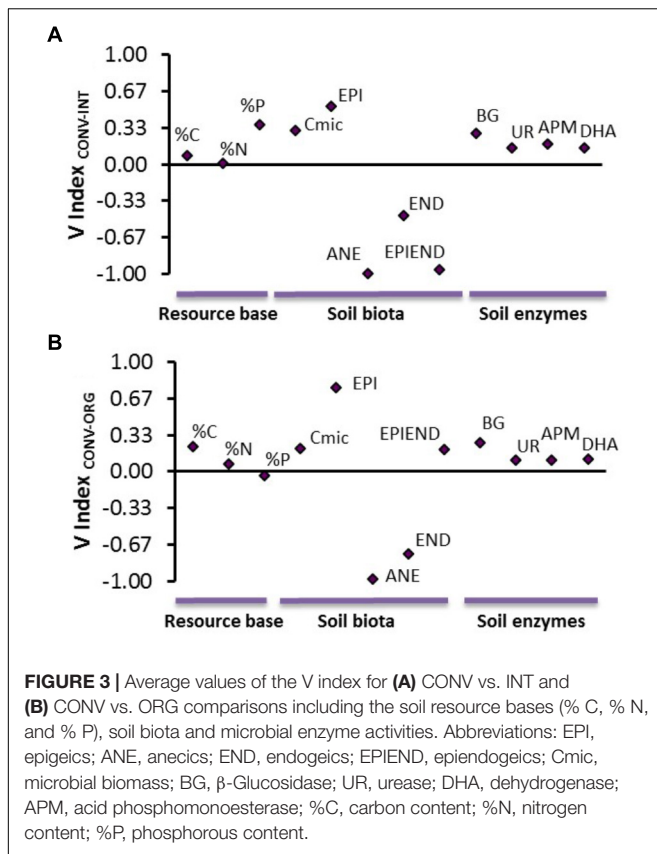 A
V Index CONV-INT
1.00
0.67
0.33
0.00
-0.33
-0.67
-1.00
%C
%N
%P
Cmic
EPI
ANE
END
EPIEND
BG
UR
APM
DHA
Resource base
Soil biota
Soil enzymes
B
V Index CONV-ORG
1.00
0.67
0.33
0.00
-0.33
-0.67
-1.00
%C
%N
%P
Cmic
EPI
ANE
END
EPIEND
BG
UR
APM
DHA
Resource base
Soil biota
Soil enzymes
FIGURE 3 | Average values of the V index for (A) CONV vs. INT and
(B) CONV vs. ORG comparisons including the soil resource bases (% C, % N,
and % P), soil biota and microbial enzyme activities. Abbreviations: EPI,
epigeics; ANE, anecics; END, endogeics; EPIEND, epiendogeics; Cmic,
microbial biomass; BG, β-Glucosidase; UR, urease; DHA, dehydrogenase;
APM, acid phosphomonoesterase; %C, carbon content; %N, nitrogen
content; %P, phosphorous content.